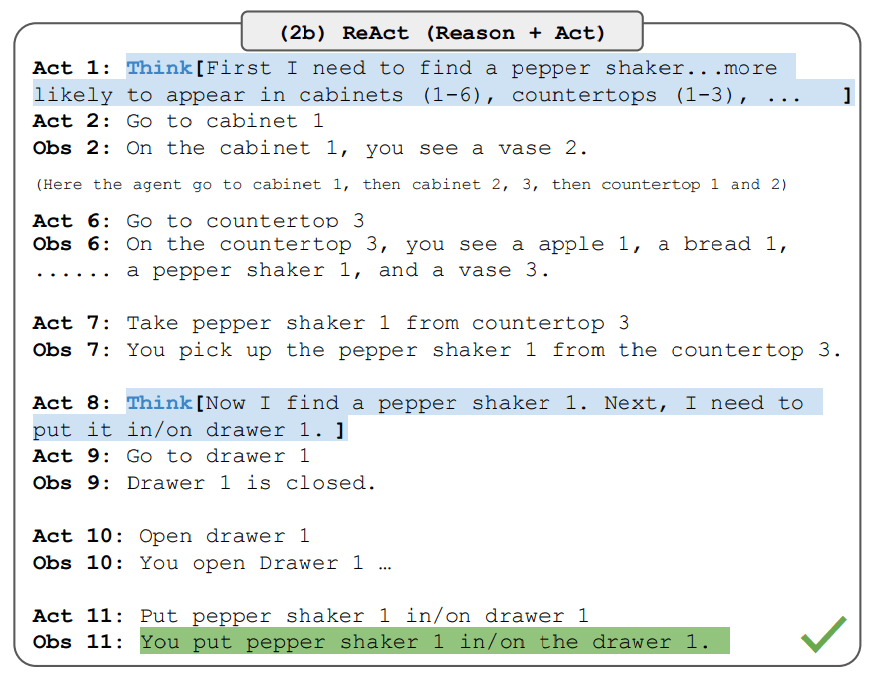 (2b) ReAct (Reason + Act)
Act 1: Think[First I need to find a pepper shaker...more
likely to appear in cabinets (1-6), countertops (1-3), ... ]
Act 2: Go to cabinet 1
Obs 2: On the cabinet 1, you see a vase 2.
(Here the agent go to cabinet 1, then cabinet 2, 3, then countertop 1 and 2)
Act 6: Go to countertop 3
Obs 6: On the countertop 3, you see a apple 1, a bread 1,
...... a pepper shaker 1, and a vase 3.
Act 7: Take pepper shaker 1 from countertop 3
Obs 7: You pick up the pepper shaker 1 from the countertop 3.
Act 8: Think[Now I find a pepper shaker 1. Next, I need to
put it in/on drawer 1. ]
Act 9: Go to drawer 1
Obs 9: Drawer 1 is closed.
Act 10: Open drawer 1
Obs 10: You open Drawer 1 …
Act 11: Put pepper shaker 1 in/on drawer 1
Obs 11: You put pepper shaker 1 in/on the drawer 1.